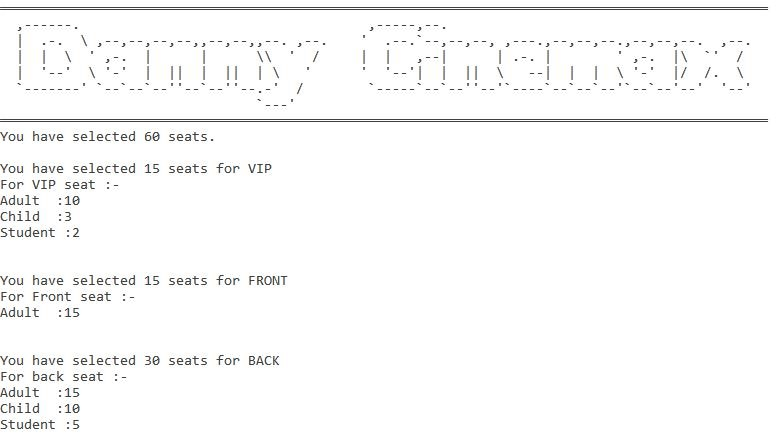 Danny Cinemax
You have selected 60 seats.
You have selected 15 seats for VIP
For VIP seat :-
Adult  :10
Child  :3
Student :2
You have selected 15 seats for FRONT
For Front seat :-
Adult  :15
You have selected 30 seats for BACK
For back seat :-
Adult  :15
Child  :10
Student :5